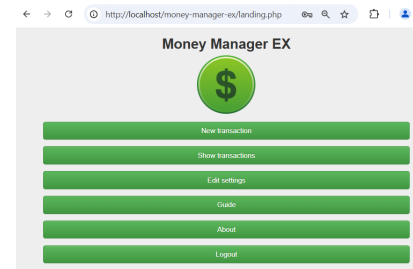 http://localhost/money-manager-ex/landing.php
Money Manager EX
$
New transaction
Show transactions
Edit settings
Guide
About
Logout